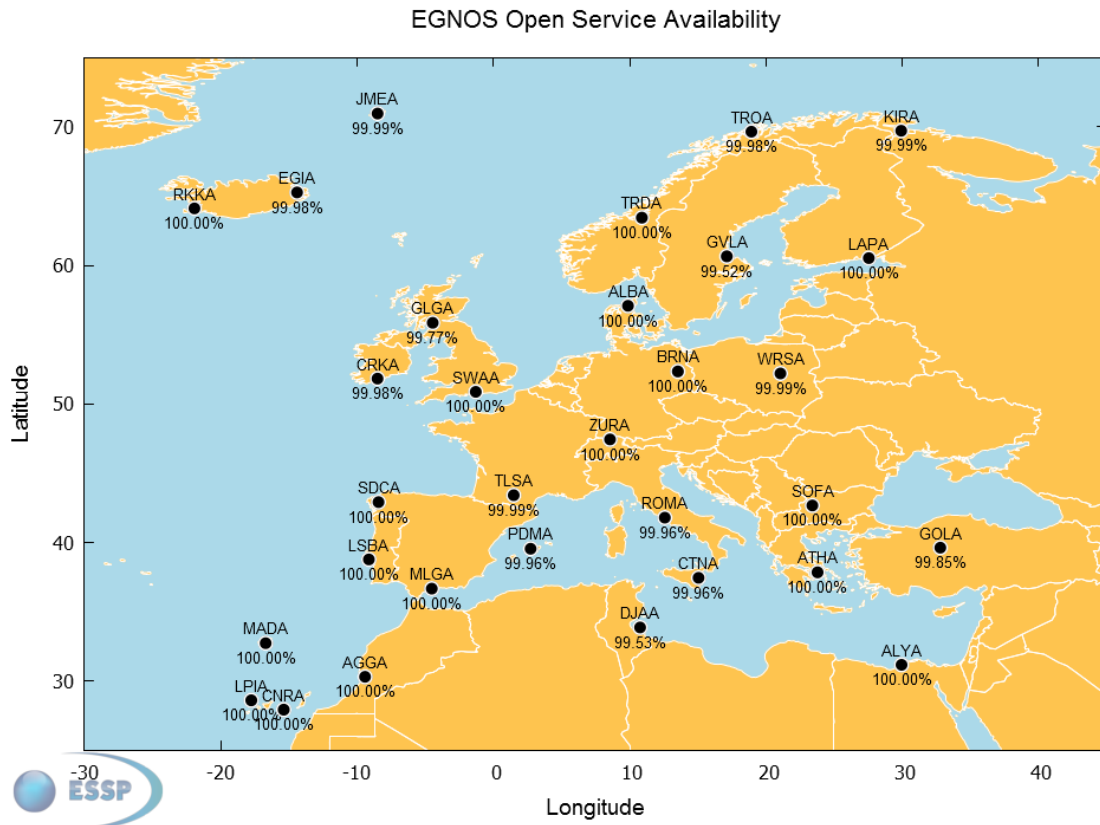 EGNOS Open Service Availability
JMEA
99.99%
TROA
99.98%
KIRA
99.99%
EGIA
99.98%
RKKA
100.00%
TRDA
100.00%
GVLA
99.52%
LAPA
100.00%
ALBA
100.00%
GLGA
99.77%
CRKA
99.98%
SWAA
100.00%
BRNA
100.00%
WRSA
99.99%
ZURA
100.00%
SDCA
100.00%
TLSA
99.99%
ROMA
99.96%
SOFA
100.00%
LSBA
100.00%
PDMA
99.96%
GOLA
99.85%
MLGA
100.00%
CTNA
99.96%
ATHA
100.00%
DJAA
99.53%
MADA
100.00%
AGGA
100.00%
ALYA
100.00%
LPIA
100.00%
CNRA
100.00%
70
60
50
40
30
Latitude
-30
-20
-10
0
10
20
30
40
Longitude
ESSP